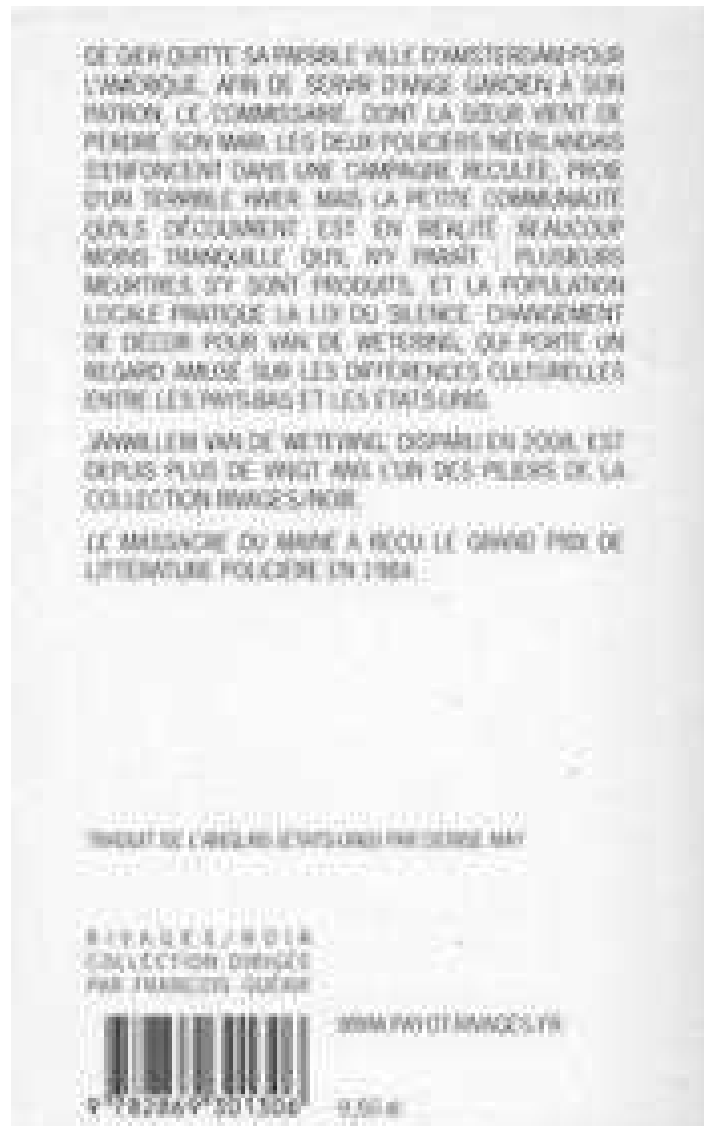 DE GIER QUITTE SA PAISIBLE VILLE D'AMSTERDAM POUR
L'AMÉRIQUE, AFIN DE SERVIR D'ANGE GARDIEN À SON
PATRON, LE COMMISSAIRE, DONT LA SŒUR VIENT DE
PERDRE SON MARI. LES DEUX POLICIERS NÉERLANDAIS
S'ENFONCENT DANS UNE CAMPAGNE RECULÉE, PROIE
D'UN TERRIBLE HIVER. MAIS LA PETITE COMMUNAUTÉ
QU'ILS DÉCOUVRENT EST EN RÉALITÉ BEAUCOUP
MOINS TRANQUILLE QU'IL N'Y PARAÎT : PLUSIEURS
MEURTRES S'Y SONT PRODUITS, ET LA POPULATION
LOCALE PRATIQUE LA LOI DU SILENCE. CHANGEMENT
DE DÉCOR POUR VAN DE WETERING, QUI PORTE UN
REGARD AMUSÉ SUR LES DIFFÉRENCES CULTURELLES
ENTRE LES PAYS-BAS ET LES ÉTATS-UNIS.
JANWILLEM VAN DE WETERING, DISPARU EN 2008, EST
DEPUIS PLUS DE VINGT ANS L'UN DES PILIERS DE LA
COLLECTION RIVAGES/NOIR.
LE MASSACRE DU MAINE A REÇU LE GRAND PRIX DE
LITTÉRATURE POLICIÈRE EN 1984.
TRADUIT DE L'ANGLAIS (ÉTATS-UNIS) PAR DENISE MAY
RIVAGES/NOIR
COLLECTION DIRIGÉE
PAR FRANÇOIS GUÉRIF
WWW.PAYOT-RIVAGES.FR
9 782869 301306